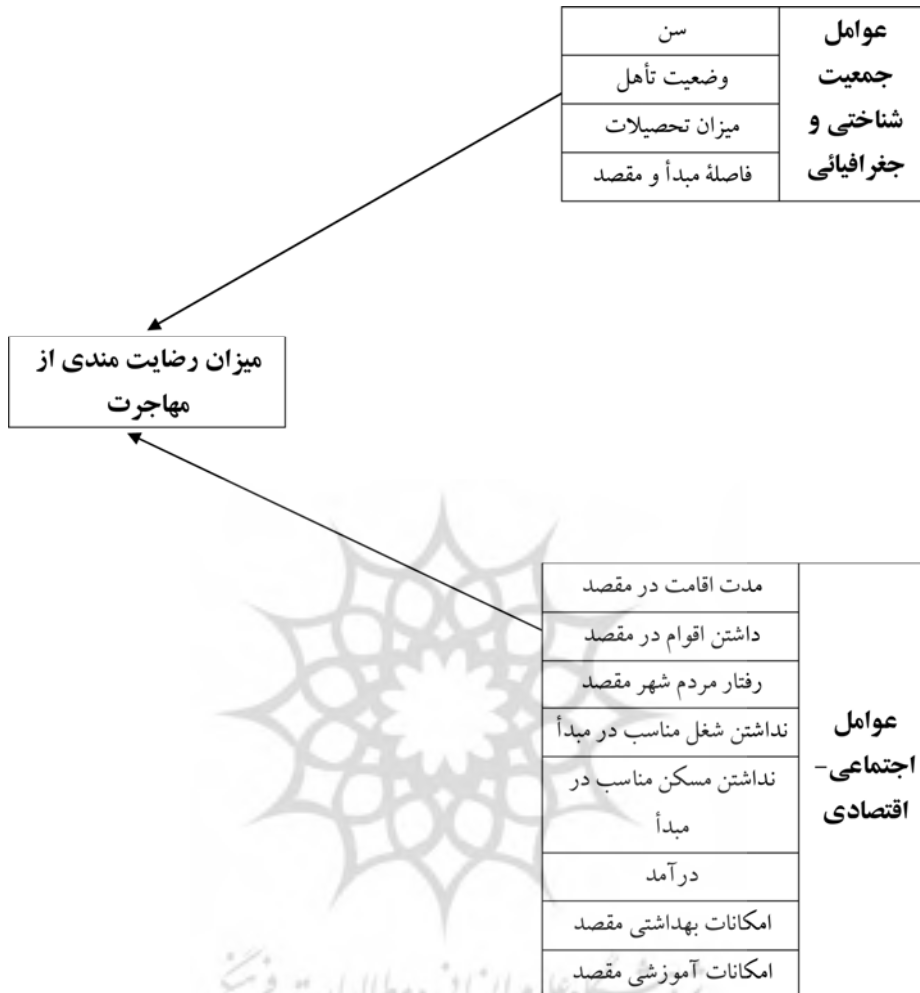 عوامل
جمعیت
شناختی و
جغرافیائی
سن
وضعیت تأهل
میزان تحصیلات
فاصلۀ مبدأ و مقصد
میزان رضایت مندی از
مهاجرت
عوامل
اجتماعی-
اقتصادی
مدت اقامت در مقصد
داشتن اقوام در مقصد
رفتار مردم شهر مقصد
نداشتن شغل مناسب در مبدأ
نداشتن مسکن مناسب در
مبدأ
درآمد
امکانات بهداشتی مقصد
امکانات آموزشی مقصد